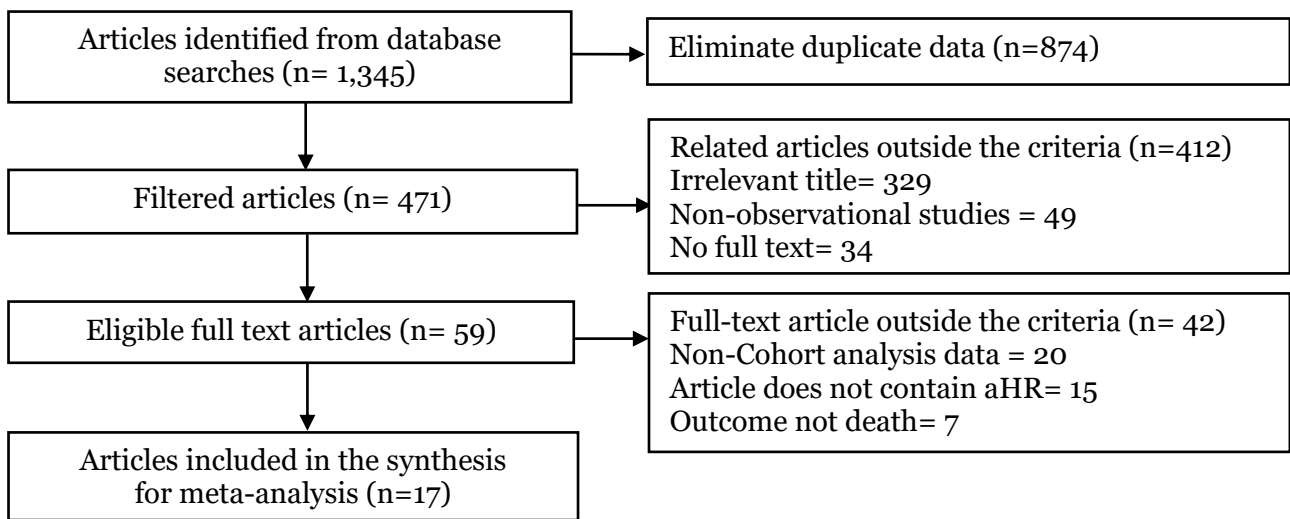 Articles identified from database
searches (n= 1,345)
Eliminate duplicate data (n=874)
Filtered articles (n= 471)
Related articles outside the criteria (n=412)
Irrelevant title= 329
Non-observational studies = 49
No full text= 34
Eligible full text articles (n= 59)
Full-text article outside the criteria (n= 42)
Non-Cohort analysis data = 20
Article does not contain aHR= 15
Outcome not death= 7
Articles included in the synthesis
for meta-analysis (n=17)